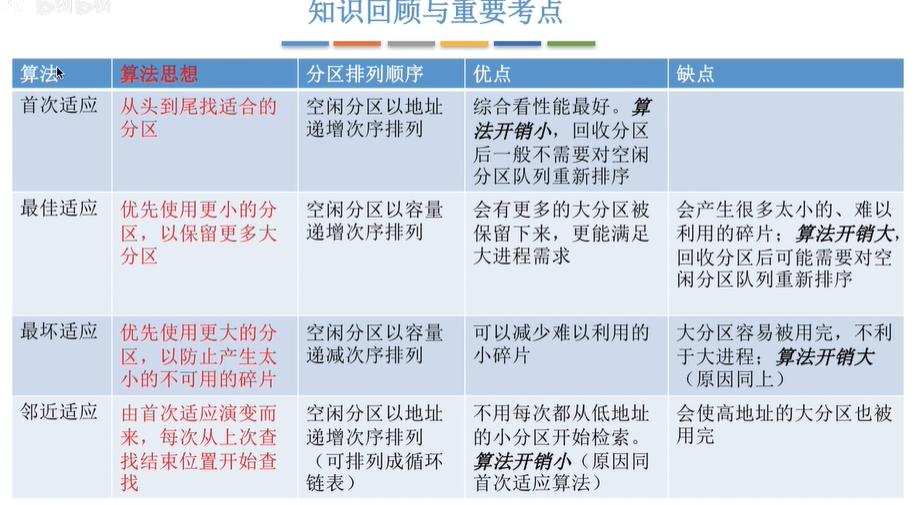 知识回顾与重要考点
算法 算法思想 分区排列顺序 优点 缺点
首次适应
从头到尾找适合的
分区
空闲分区以地址
递增次序排列
综合看性能最好。算
法开销小，回收分区
后一般不需要对空闲
分区队列重新排序
最佳适应
优先使用更小的分
区，以保留更多大
分区
空闲分区以容量
递增次序排列
会有更多的大分区被
保留下来，更能满足
大进程需求
会产生很多太小的、难以
利用的碎片；算法开销大，
回收分区后可能需要对空
闲分区队列重新排序
最坏适应
优先使用更大的分
区，以防止产生太
小的不可用的碎片
空闲分区以容量
递减次序排列
可以减少难以利用的
小碎片
大分区容易被用完，不利
于大进程；算法开销大
（原因同上）
邻近适应
由首次适应演变而
来，每次从上次查
找结束位置开始查
找
空闲分区以地址
递增次序排列
（可排列成循环
链表）
不用每次都从低地址
的小分区开始检索。
算法开销小（原因同
首次适应算法）
会使高地址的大分区也被
用完